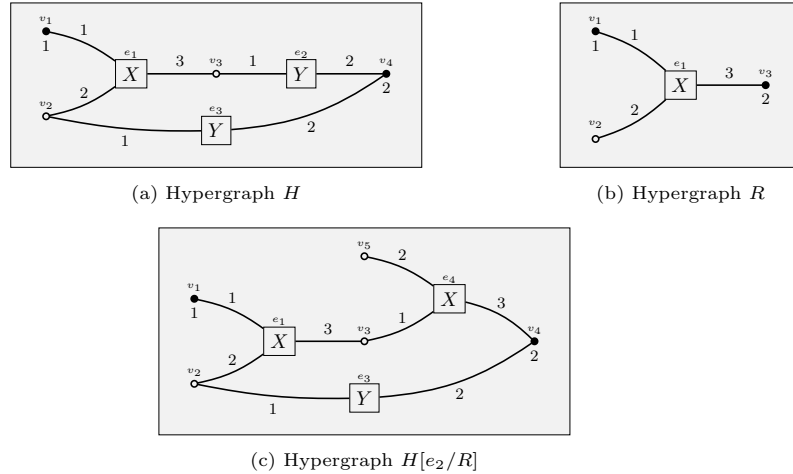 v1
1
1
e1
X
3
v3
1
e2
Y
2
v4
2
2
v2
e3
Y
1
2
(a) Hypergraph H
v1
1
1
e1
X
3
v3
2
2
v2
(b) Hypergraph R
v5
2
e4
X
v1
1
1
e1
X
3
v3
1
3
v4
2
2
v2
e3
Y
1
2
(c) Hypergraph H[e2/R]